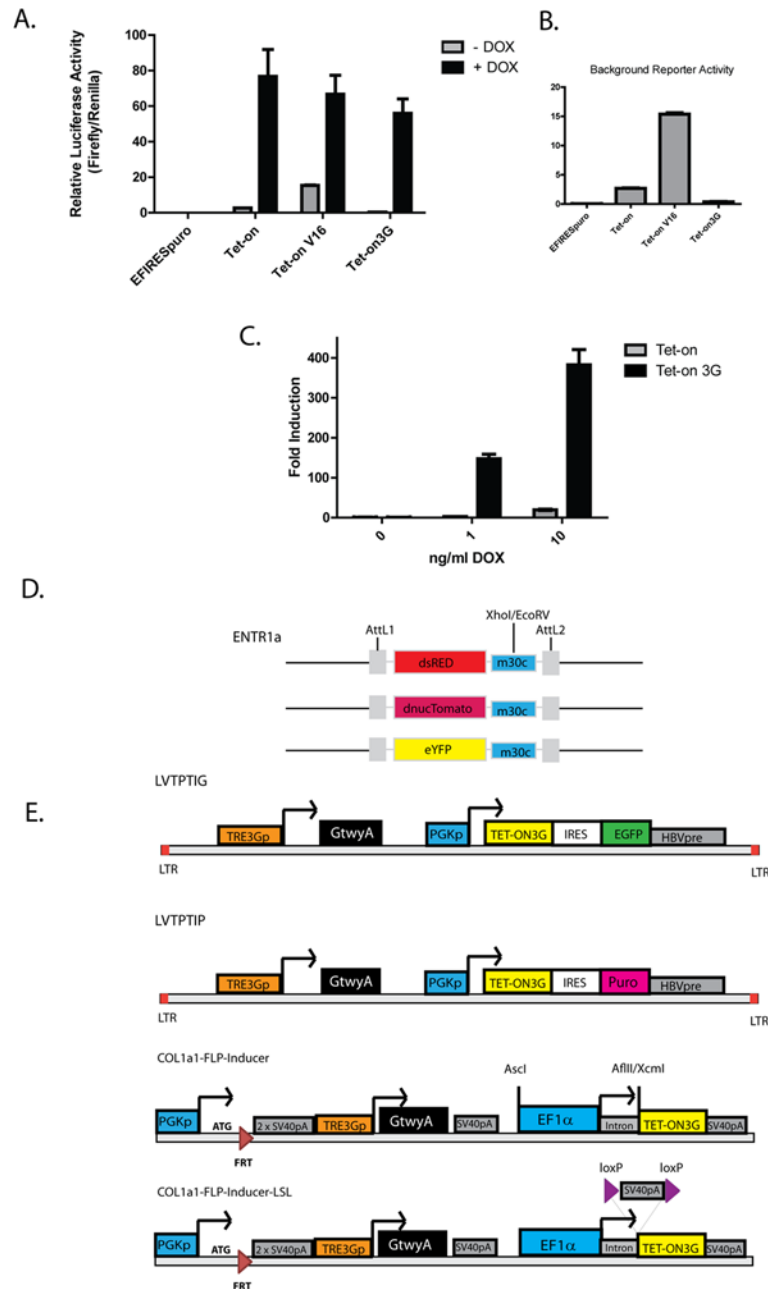 A.
Relative Luciferase Activity
(Firefly/Renilla)
100
80
60
40
20
0
- DOX
+ DOX
EFIRESpuro
Tet-on
Tet-on V16
Tet-on3G
B.
Background Reporter Activity
20
15
10
5
0
EFIRESpuro
Tet-on
Tet-on V16
Tet-on3G
C.
Fold Induction
400
300
200
100
0
Tet-on
Tet-on 3G
0
1
10
ng/ml DOX
D.
ENTR1a
AttL1
XhoI/EcoRV
AttL2
dsRED
m30c
dnucTomato
m30c
eYFP
m30c
E.
LVTPTIG
TRE3Gp
GtwyA
PGKp
TET-ON3G
IRES
EGFP
HBVpre
LTR
LTR
LVTPTIP
TRE3Gp
GtwyA
PGKp
TET-ON3G
IRES
Puro
HBVpre
LTR
LTR
COL1a1-FLP-Inducer
AscI
AflII/XcmI
PGKp
ATG
FRT
2 x SV40pA
TRE3Gp
GtwyA
SV40pA
EF1α
Intron
TET-ON3G
SV40pA
COL1a1-FLP-Inducer-LSL
loxP
SV40pA
loxP
PGKp
ATG
FRT
2 x SV40pA
TRE3Gp
GtwyA
SV40pA
EF1α
Intron
TET-ON3G
SV40pA